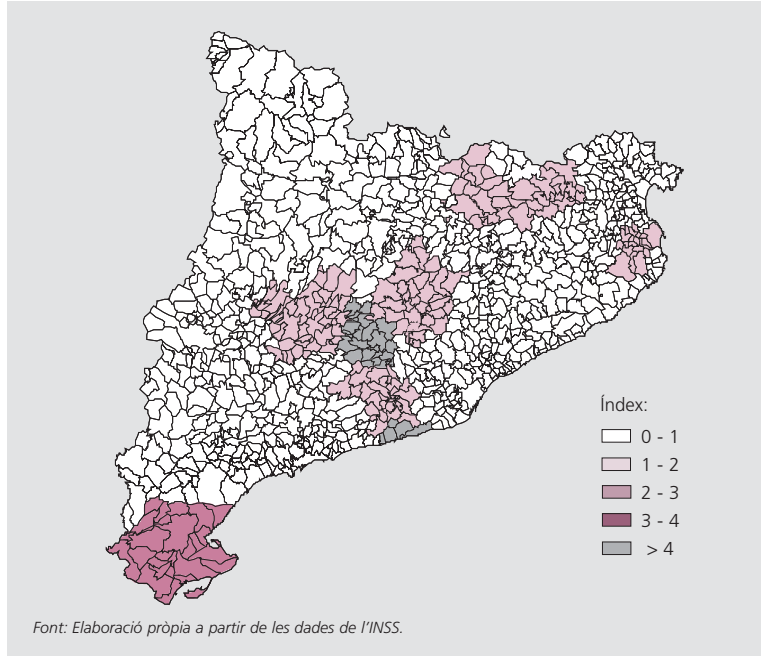 Índex:
0 - 1
1 - 2
2 - 3
3 - 4
> 4
Font: Elaboració pròpia a partir de les dades de l'INSS.